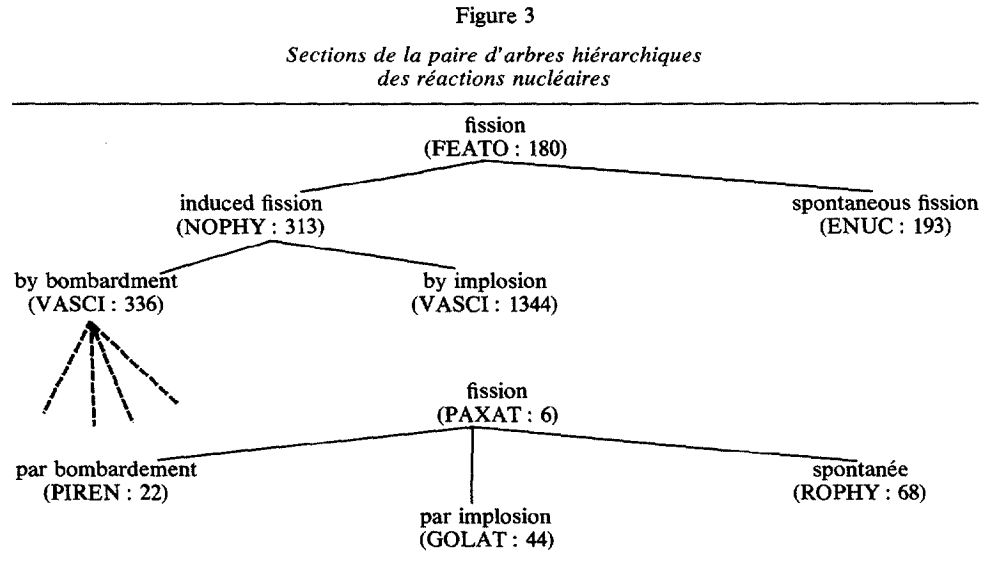 Figure 3
Sections de la paire d'arbres hiérarchiques
des réactions nucléaires
fission
(FEATO : 180)
induced fission
(NOPHY : 313)
spontaneous fission
(ENUC : 193)
by bombardment
(VASCI : 336)
by implosion
(VASCI : 1344)
fission
(PAXAT : 6)
par bombardement
(PIREN : 22)
spontanée
(ROPHY : 68)
par implosion
(GOLAT : 44)